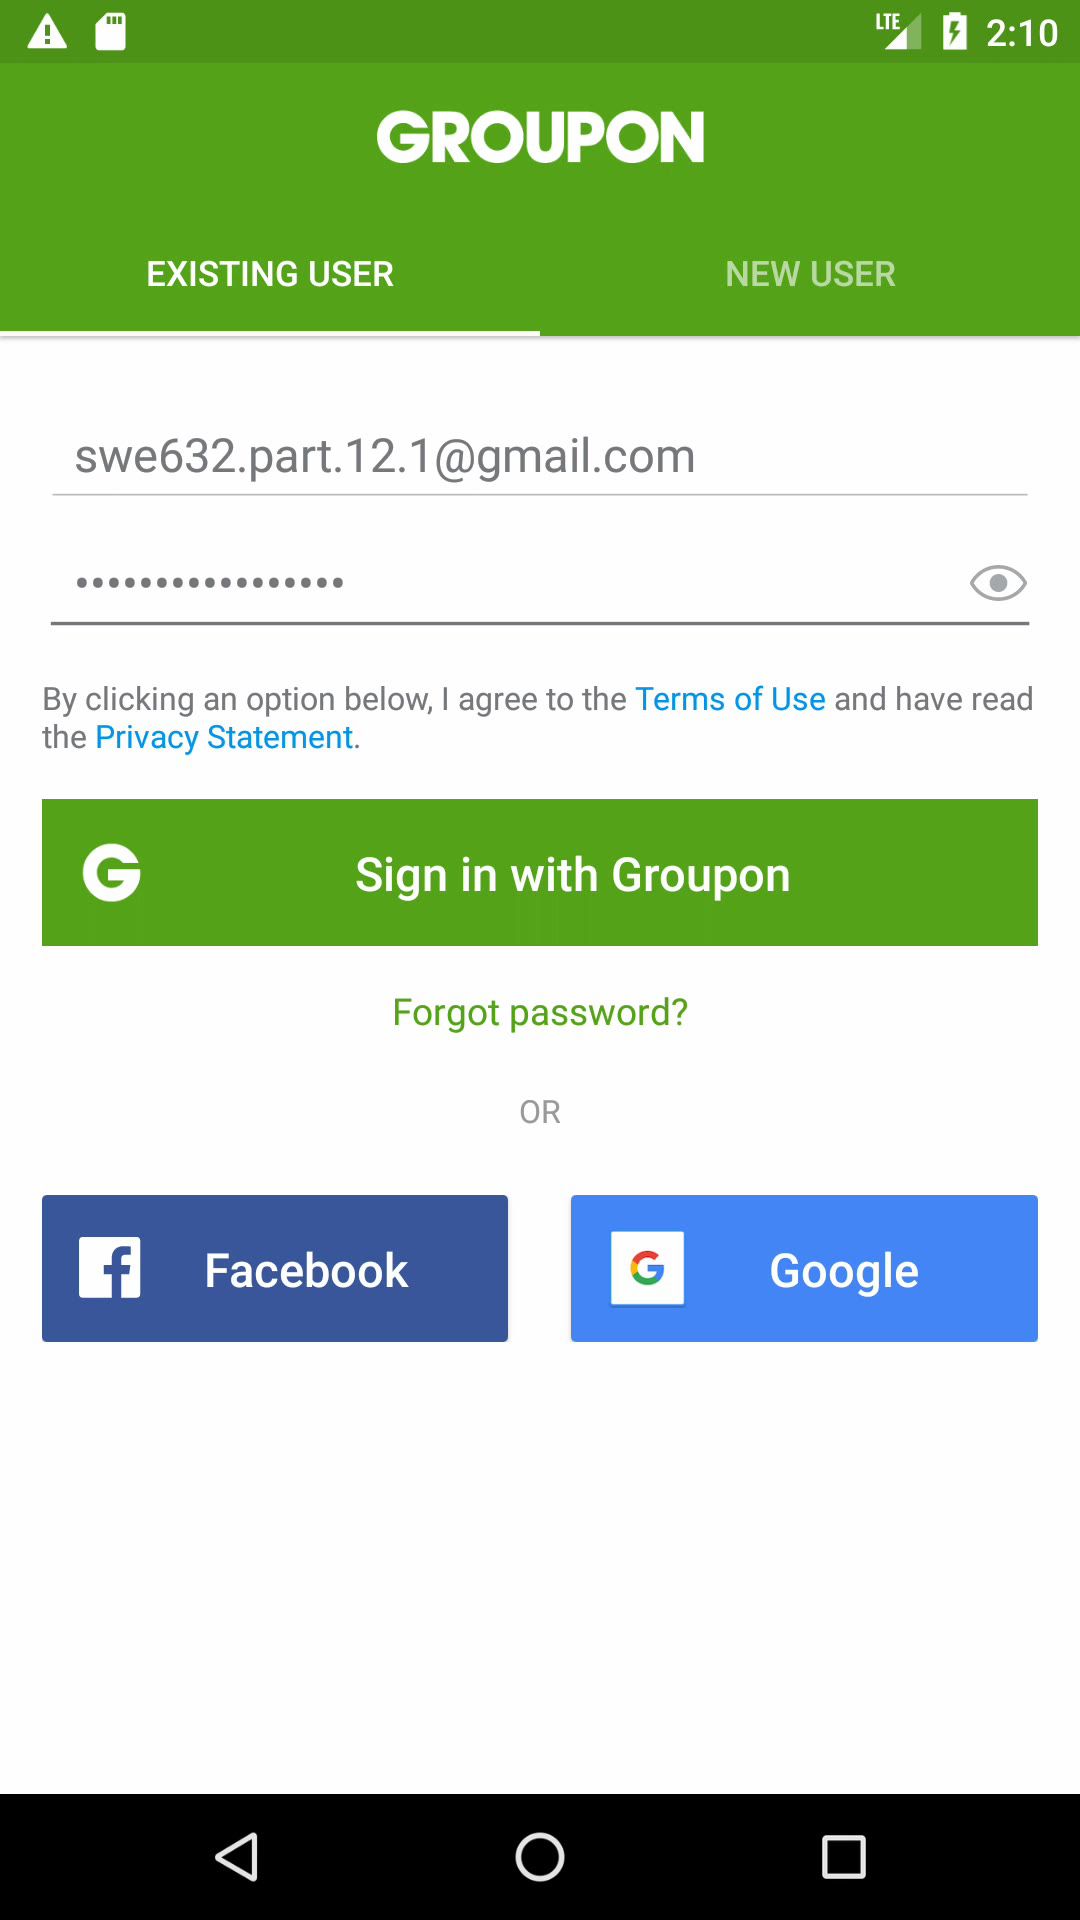 LTE 2:10
GROUPON
EXISTING USER NEW USER
swe632.part.12.1@gmail.com
•••••••••••••••••
By clicking an option below, I agree to the Terms of Use and have read
the Privacy Statement.
G Sign in with Groupon
Forgot password?
OR
f Facebook G Google